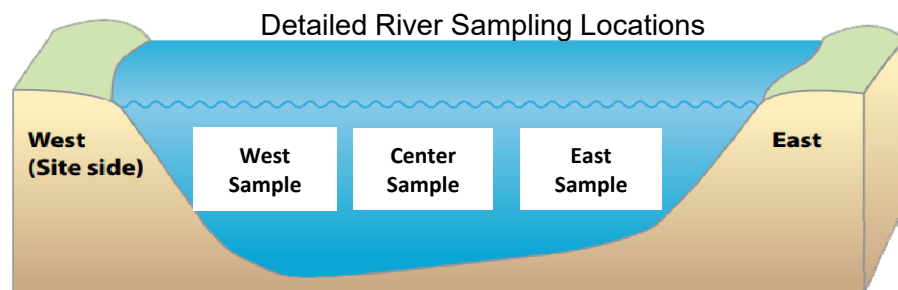 Detailed River Sampling Locations
West
(Site side)
West
Sample
Center
Sample
East
Sample
East